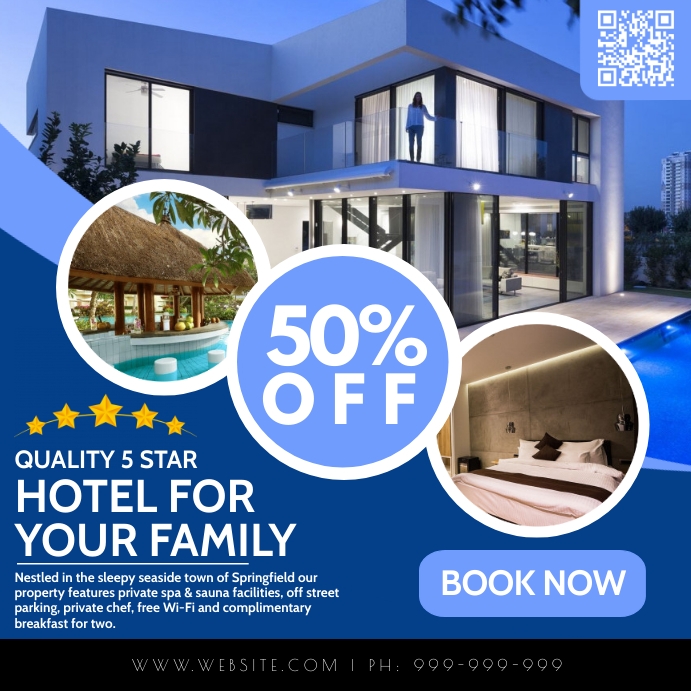 50%
OFF
QUALITY 5 STAR
HOTEL FOR
YOUR FAMILY
Nestled in the sleepy seaside town of Springfield our
property features private spa & sauna facilities, off street
parking, private chef, free Wi-Fi and complimentary
breakfast for two.
BOOK NOW
WWW.WEBSITE.COM | PH: 999-999-999